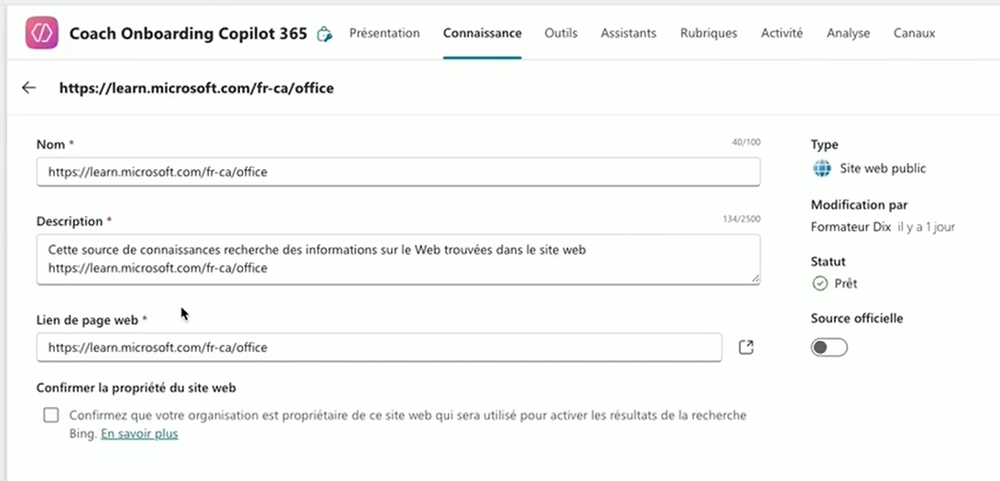 Coach Onboarding Copilot 365 Présentation Connaissance Outils Assistants Rubriques Activité Analyse Canaux
https://learn.microsoft.com/fr-ca/office
Nom * 40/100
https://learn.microsoft.com/fr-ca/office
Description * 134/2500
Cette source de connaissances recherche des informations sur le Web trouvées dans le site web
https://learn.microsoft.com/fr-ca/office
Lien de page web *
https://learn.microsoft.com/fr-ca/office
Confirmer la propriété du site web
Confirmez que votre organisation est propriétaire de ce site web qui sera utilisé pour activer les résultats de la recherche
Bing. En savoir plus
Type
Site web public
Modification par
Formateur Dix il y a 1 jour
Statut
Prêt
Source officielle